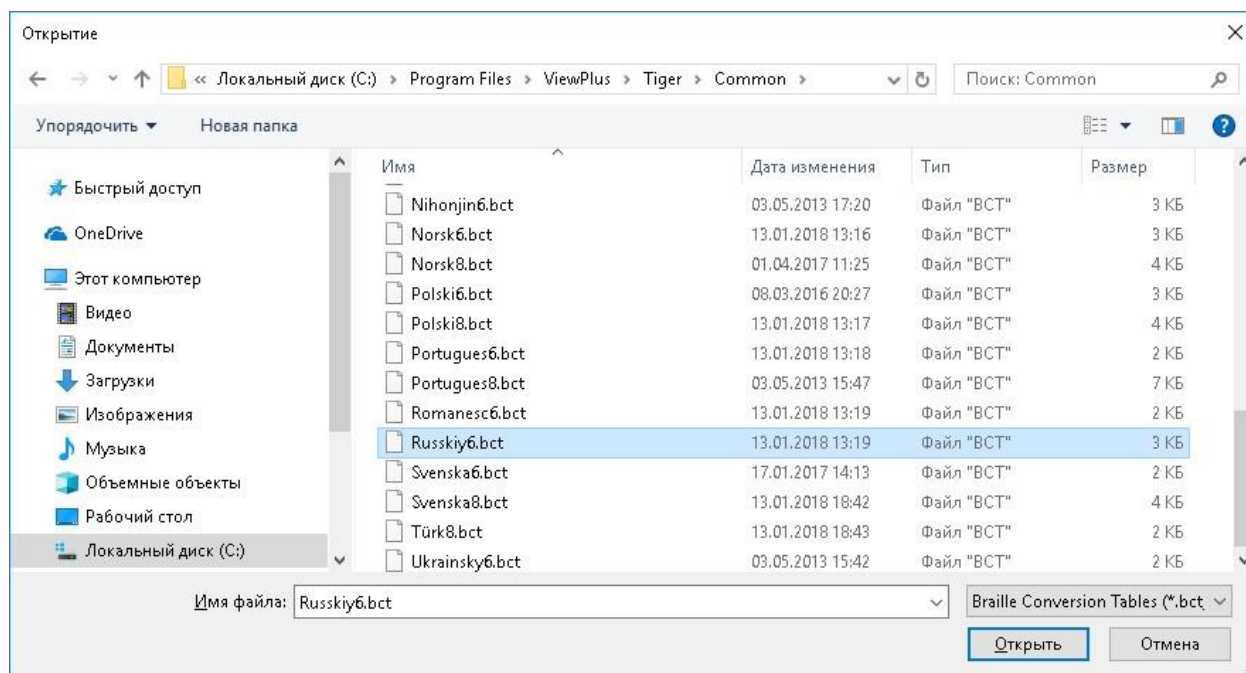 Открытие
« Локальный диск (C:) > Program Files > ViewPlus > Tiger > Common > Поиск: Common
Упорядочить Новая папка
Имя Дата изменения Тип Размер
Быстрый доступ
OneDrive
Этот компьютер
Видео
Документы
Загрузки
Изображения
Музыка
Объемные объекты
Рабочий стол
Локальный диск (C:)
Nihonjin6.bct 03.05.2013 17:20 Файл "BCT" 3 КБ
Norsk6.bct 13.01.2018 13:16 Файл "BCT" 3 КБ
Norsk8.bct 01.04.2017 11:25 Файл "BCT" 4 КБ
Polski6.bct 08.03.2016 20:27 Файл "BCT" 3 КБ
Polski8.bct 13.01.2018 13:17 Файл "BCT" 4 КБ
Portugues6.bct 13.01.2018 13:18 Файл "BCT" 2 КБ
Portugues8.bct 03.05.2013 15:47 Файл "BCT" 7 КБ
Romanesc6.bct 13.01.2018 13:19 Файл "BCT" 2 КБ
Russkiy6.bct 13.01.2018 13:19 Файл "BCT" 3 КБ
Svenska6.bct 17.01.2017 14:13 Файл "BCT" 2 КБ
Svenska8.bct 13.01.2018 18:42 Файл "BCT" 4 КБ
Türk8.bct 13.01.2018 18:43 Файл "BCT" 2 КБ
Ukrainsky6.bct 03.05.2013 15:42 Файл "BCT" 2 КБ
Имя файла: Russkiy6.bct Braille Conversion Tables (*.bct
Открыть Отмена